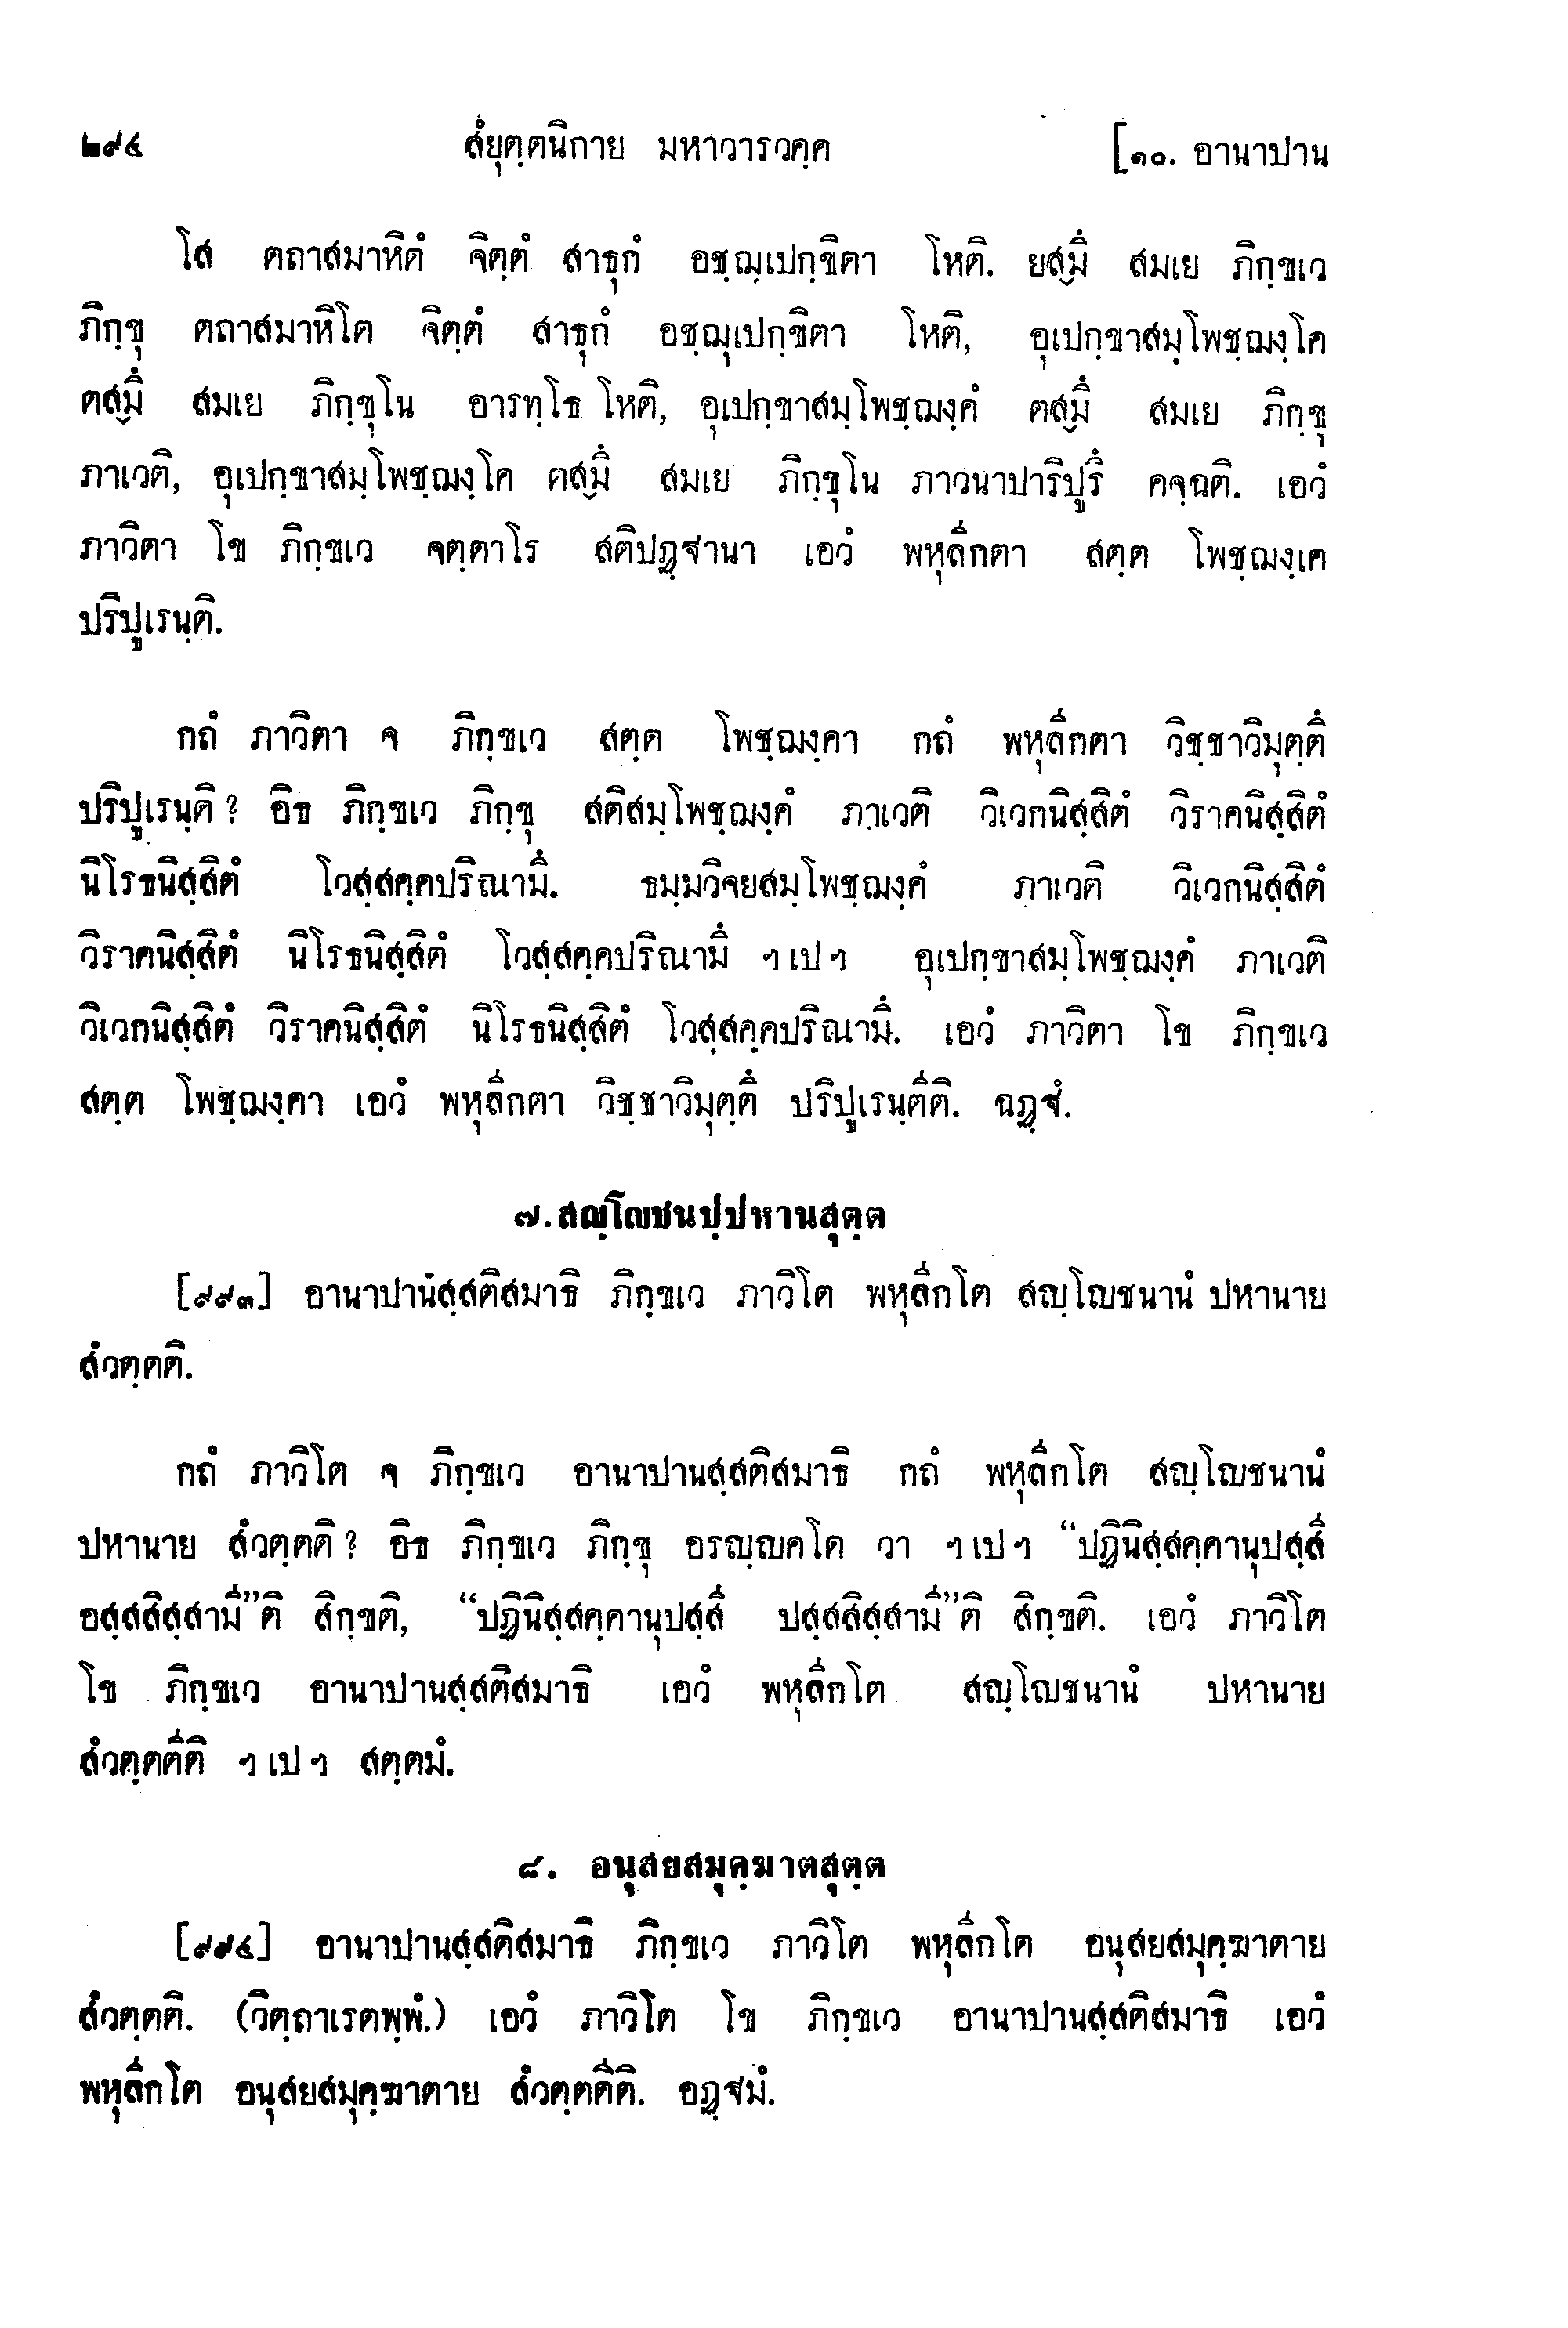 ๒๙๔ สํยุตฺตนิกาย มหาวารวคฺค [๑๐. อานาปาน
โส ตถาสมาหิตํ จิตฺตํ สาธุกํ อชฺฌุเปกฺขิตา โหติ. ยสฺมึ สมเย ภิกฺขเว
ภิกฺขุ ตถาสมาหิโต จิตฺตํ สาธุกํ อชฺฌุเปกฺขิตา โหติ, อุเปกฺขาสมฺโพชฺฌงฺโค
ตสฺมึ สมเย ภิกฺขุโน อารทฺโธ โหติ, อุเปกฺขาสมฺโพชฺฌงฺคํ ตสฺมึ สมเย ภิกฺขุ
ภาเวติ, อุเปกฺขาสมฺโพชฺฌงฺโค ตสฺมึ สมเย ภิกฺขุโน ภาวนาปาริปูรึ คจฺฉติ. เอวํ
ภาวิตา โข ภิกฺขเว จตฺตาโร สติปฏฺฐานา เอวํ พหุลีกตา สตฺต โพชฺฌงฺเค
ปริปูเรนฺติ.
กถํ ภาวิตา จ ภิกฺขเว สตฺต โพชฺฌงฺคา กถํ พหุลีกตา วิชฺชาวิมุตฺตึ
ปริปูเรนฺติ? อิธ ภิกฺขเว ภิกฺขุ สติสมฺโพชฺฌงฺคํ ภาเวติ วิเวกนิสฺสิตํ วิราคนิสฺสิตํ
นิโรธนิสฺสิตํ โวสฺสคฺคปริณามึ. ธมฺมวิจยสมฺโพชฺฌงฺคํ ภาเวติ วิเวกนิสฺสิตํ
วิราคนิสฺสิตํ นิโรธนิสฺสิตํ โวสฺสคฺคปริณามึ ฯ เป ฯ อุเปกฺขาสมฺโพชฺฌงฺคํ ภาเวติ
วิเวกนิสฺสิตํ วิราคนิสฺสิตํ นิโรธนิสฺสิตํ โวสฺสคฺคปริณามึ. เอวํ ภาวิตา โข ภิกฺขเว
สตฺต โพชฺฌงฺคา เอวํ พหุลีกตา วิชฺชาวิมุตฺตึ ปริปูเรนฺตีติ. ฉฏฺฐํ.
๗. สญฺโญชนปฺปหานสุตฺต
[๙๙๓] อานาปานํสฺสติสมาธิ ภิกฺขเว ภาวิโต พหุลีกโต สญฺโญชนานํ ปหานาย
สํวตฺตติ.
กถํ ภาวิโต จ ภิกฺขเว อานาปานสฺสติสมาธิ กถํ พหุลีกโต สญฺโญชนานํ
ปหานาย สํวตฺตติ? อิธ ภิกฺขเว ภิกฺขุ อรญฺญคโต วา ฯ เป ฯ “ปฏินิสฺสคฺคานุปสฺสี
อสฺสสิสฺสามี”ติ สิกฺขติ, “ปฏินิสฺสคฺคานุปสฺสี ปสฺสสิสฺสามี”ติ สิกฺขติ. เอวํ ภาวิโต
โข ภิกฺขเว อานาปานสฺสติสมาธิ เอวํ พหุลีกโต สญฺโญชนานํ ปหานาย
สํวตฺตตีติ ฯ เป ฯ สตฺตมํ.
๘. อนุสยสมุคฺฆาตสุตฺต
[๙๙๔] อานาปานสฺสติสมาธิ ภิกฺขเว ภาวิโต พหุลีกโต อนุสยสมุคฺฆาตาย
สํวตฺตติ. (วิตฺถาเรตพฺพํ.) เอวํ ภาวิโต โข ภิกฺขเว อานาปานสฺสติสมาธิ เอวํ
พหุลีกโต อนุสยสมุคฺฆาตาย สํวตฺตตีติ. อฏฺฐมํ.